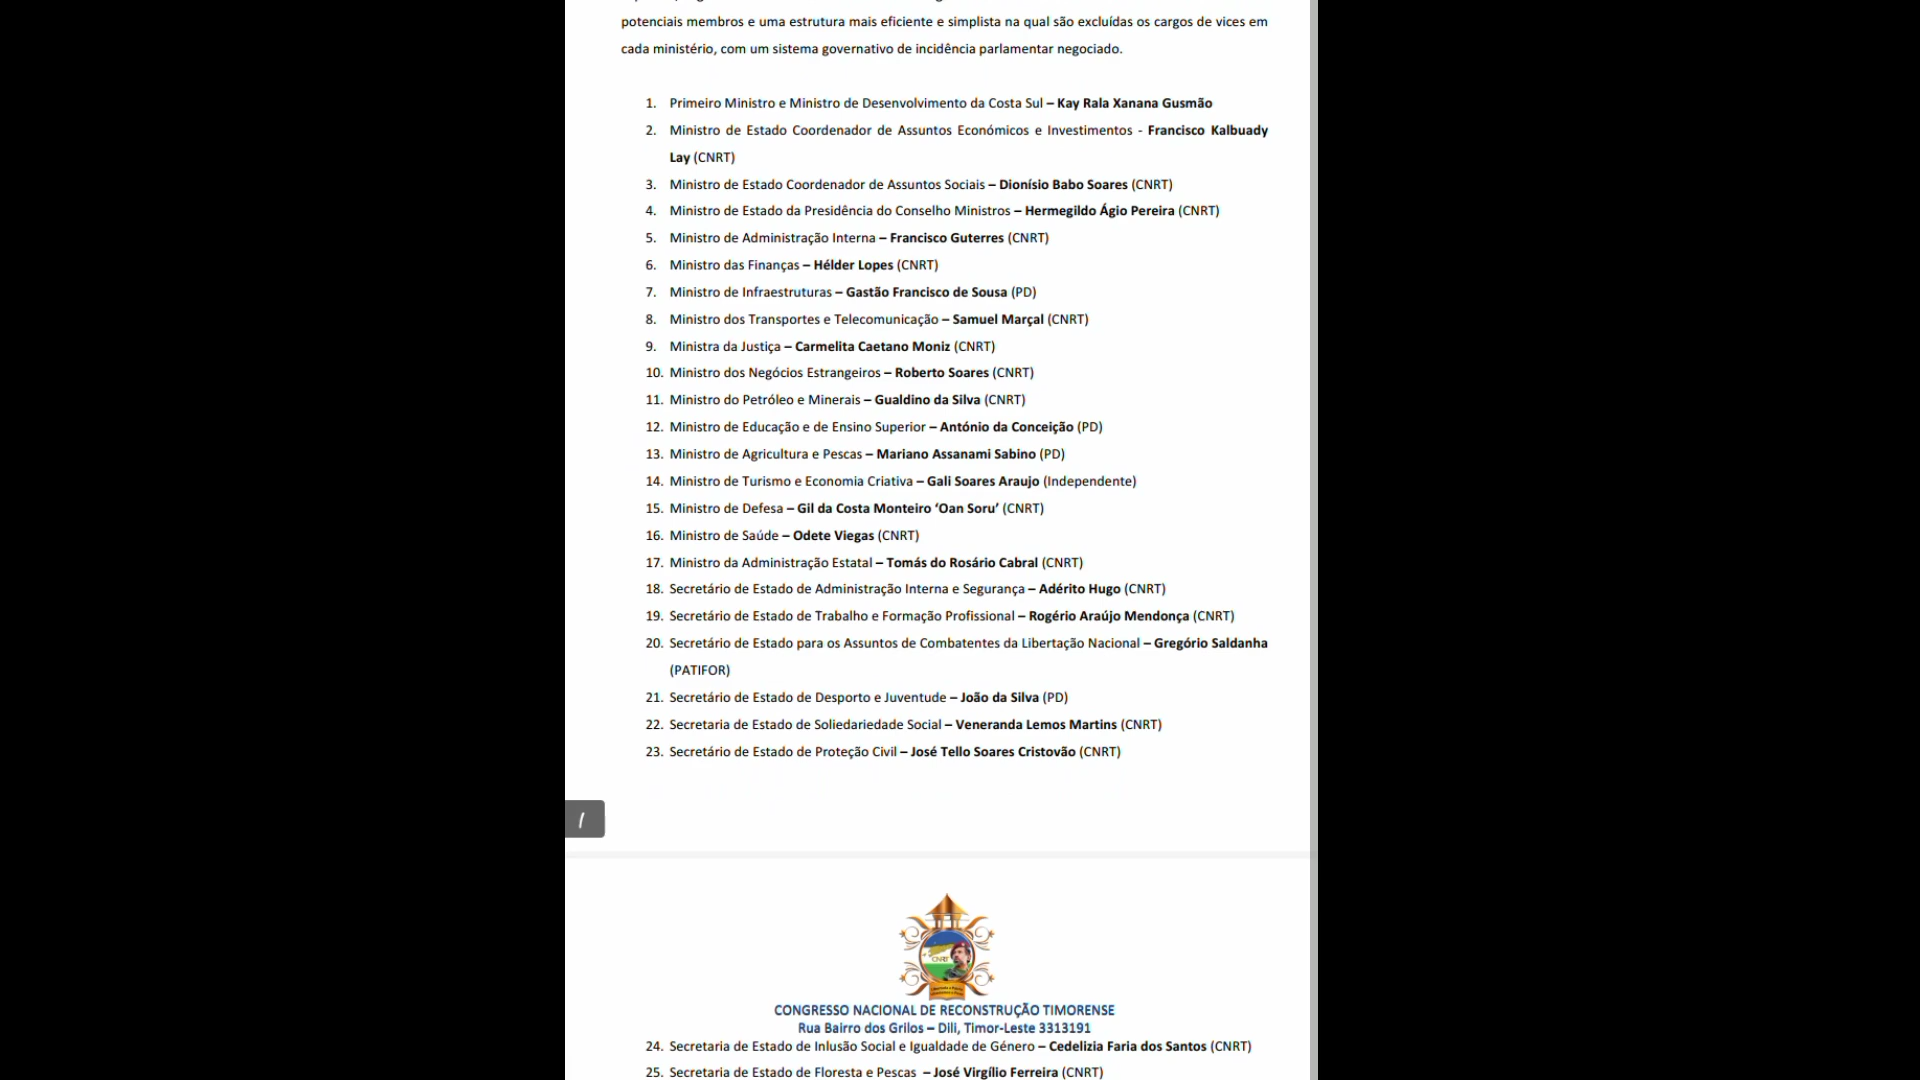 potenciais membros e uma estrutura mais eficiente e simplista na qual são excluídas os cargos de vices em
cada ministério, com um sistema governativo de incidência parlamentar negociado.
1. Primeiro Ministro e Ministro de Desenvolvimento da Costa Sul – Kay Rala Xanana Gusmão
2. Ministro de Estado Coordenador de Assuntos Económicos e Investimentos - Francisco Kalbuady
Lay (CNRT)
3. Ministro de Estado Coordenador de Assuntos Sociais – Dionísio Babo Soares (CNRT)
4. Ministro de Estado da Presidência do Conselho Ministros – Hermegildo Ágio Pereira (CNRT)
5. Ministro de Administração Interna – Francisco Guterres (CNRT)
6. Ministro das Finanças – Hélder Lopes (CNRT)
7. Ministro de Infraestruturas – Gastão Francisco de Sousa (PD)
8. Ministro dos Transportes e Telecomunicação – Samuel Marçal (CNRT)
9. Ministra da Justiça – Carmelita Caetano Moniz (CNRT)
10. Ministro dos Negócios Estrangeiros – Roberto Soares (CNRT)
11. Ministro do Petróleo e Minerais – Gualdino da Silva (CNRT)
12. Ministro de Educação e de Ensino Superior – António da Conceição (PD)
13. Ministro de Agricultura e Pescas – Mariano Assanami Sabino (PD)
14. Ministro de Turismo e Economia Criativa – Gali Soares Araujo (Independente)
15. Ministro de Defesa – Gil da Costa Monteiro ‘Oan Soru’ (CNRT)
16. Ministro de Saúde – Odete Viegas (CNRT)
17. Ministro da Administração Estatal – Tomás do Rosário Cabral (CNRT)
18. Secretário de Estado de Administração Interna e Segurança – Adérito Hugo (CNRT)
19. Secretário de Estado de Trabalho e Formação Profissional – Rogério Araújo Mendonça (CNRT)
20. Secretário de Estado para os Assuntos de Combatentes da Libertação Nacional – Gregório Saldanha
(PATIFOR)
21. Secretário de Estado de Desporto e Juventude – João da Silva (PD)
22. Secretaria de Estado de Soliedariedade Social – Veneranda Lemos Martins (CNRT)
23. Secretário de Estado de Proteção Civil – José Tello Soares Cristovão (CNRT)
/
CNRT
CONGRESSO NACIONAL DE RECONSTRUÇÃO TIMORENSE
Rua Bairro dos Grilos – Dili, Timor-Leste 3313191
24. Secretaria de Estado de Inlusão Social e Igualdade de Género – Cedelizia Faria dos Santos (CNRT)
25. Secretaria de Estado de Floresta e Pescas – José Virgílio Ferreira (CNRT)